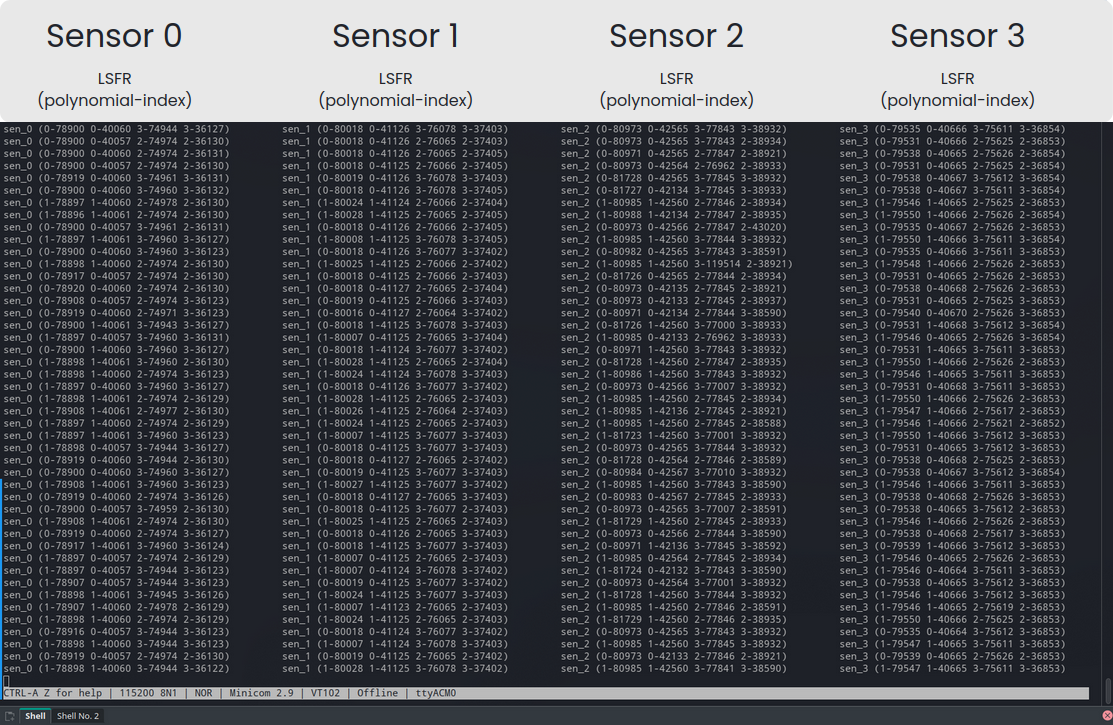 Sensor 0 Sensor 1 Sensor 2 Sensor 3
LSFR LSFR LSFR LSFR
(polynomial-index) (polynomial-index) (polynomial-index) (polynomial-index)
sen_0 (0-78900 0-40060 3-74944 3-36127) sen_1 (0-80018 0-41126 3-76078 3-37403) sen_2 (0-80973 0-42565 3-77843 3-38932) sen_3 (0-79535 0-40666 3-75611 3-36854)
sen_0 (0-78900 0-40057 2-74974 2-36130) sen_1 (0-80018 0-41126 2-76065 2-37403) sen_2 (0-80973 0-42565 2-77843 2-38932) sen_3 (0-79531 0-40665 2-75625 2-36853)
sen_0 (0-78900 0-40060 2-74974 2-36131) sen_1 (0-80018 0-41126 2-76065 2-37405) sen_2 (0-80971 0-42565 2-77847 2-38921) sen_3 (0-79538 0-40665 2-75625 2-36854)
sen_0 (0-78900 0-40057 2-74974 2-36130) sen_1 (0-80018 0-41125 2-76066 2-37403) sen_2 (0-80973 0-42564 2-76962 2-38933) sen_3 (0-79538 0-40665 2-75626 2-36854)
sen_0 (0-78919 0-40060 3-74961 3-36131) sen_1 (0-80019 0-41126 3-76078 3-37403) sen_2 (0-81728 0-42565 3-77845 3-38932) sen_3 (0-79538 0-40667 3-75611 3-36854)
sen_0 (0-78900 0-40060 3-74960 3-36132) sen_1 (0-80018 0-41126 3-76078 3-37405) sen_2 (0-81727 0-42134 3-77845 3-38933) sen_3 (0-79538 0-40667 3-75612 3-36854)
sen_0 (1-78897 1-40060 2-74978 2-36130) sen_1 (1-80024 1-41124 2-76066 2-37404) sen_2 (1-80985 1-42560 2-77846 2-38934) sen_3 (1-79546 1-40665 2-75625 2-36853)
sen_0 (1-78896 1-40061 2-74974 2-36130) sen_1 (1-80028 1-41125 2-76065 2-37405) sen_2 (1-80988 1-42134 2-77847 2-38935) sen_3 (1-79550 1-40666 2-75626 2-36854)
sen_0 (0-78900 0-40057 3-74961 2-36131) sen_1 (0-80018 0-41125 2-76066 2-37403) sen_2 (0-80973 0-42566 2-77847 2-43020) sen_3 (0-79535 0-40667 2-75626 2-36853)
sen_0 (1-78897 1-40061 3-74960 3-36127) sen_1 (1-80008 1-41125 3-76078 3-37405) sen_2 (1-80985 1-42560 3-77844 3-38932) sen_3 (1-79550 1-40666 3-75611 3-36854)
sen_0 (0-78900 0-40060 3-74960 3-36123) sen_1 (0-80018 0-41126 3-76077 3-37402) sen_2 (0-80982 0-42565 3-77843 3-38591) sen_3 (0-79535 0-40666 3-75611 3-36853)
sen_0 (1-78898 1-40060 2-74974 2-36130) sen_1 (1-80025 1-41125 2-76066 2-37403) sen_2 (1-80985 1-42560 3-119514 2-38921) sen_3 (1-79548 1-40666 2-75626 2-36853)
sen_0 (0-78917 0-40057 2-74974 2-36130) sen_1 (0-80018 0-41125 2-76066 2-37403) sen_2 (0-81726 0-42565 2-77844 2-38934) sen_3 (0-79531 0-40665 2-75626 2-36853)
sen_0 (0-78920 0-40060 2-74974 2-36130) sen_1 (0-80018 0-41127 2-76065 2-37404) sen_2 (0-80973 0-42135 2-77845 2-38921) sen_3 (0-79538 0-40668 2-75626 2-36853)
sen_0 (0-78908 0-40057 2-74974 3-36123) sen_1 (0-80019 0-41125 2-76066 3-37403) sen_2 (0-80973 0-42133 2-77845 2-38937) sen_3 (0-79531 0-40665 2-75625 3-36853)
sen_0 (0-78919 0-40060 2-74971 3-36123) sen_1 (0-80016 0-41127 2-76064 3-37402) sen_2 (0-80971 0-42134 2-77844 3-38590) sen_3 (0-79540 0-40670 2-75626 3-36853)
sen_0 (0-78900 1-40061 3-74943 3-36127) sen_1 (0-80018 1-41125 3-76078 3-37403) sen_2 (0-81726 1-42560 3-77000 3-38933) sen_3 (0-79531 1-40668 3-75612 3-36854)
sen_0 (1-78897 0-40057 3-74960 3-36131) sen_1 (1-80007 0-41125 2-76065 2-37403) sen_2 (1-80985 0-42133 2-76962 2-38933) sen_3 (1-79546 0-40665 2-75626 2-36853)
sen_0 (0-78900 1-40061 3-74960 3-36127) sen_1 (0-80018 1-41124 3-76077 3-37402) sen_2 (0-80971 1-42560 3-77843 3-38932) sen_3 (0-79531 1-40665 3-75611 3-36853)
sen_0 (1-78898 1-40061 2-74960 2-36130) sen_1 (1-80028 1-41125 2-76065 2-37404) sen_2 (0-81728 1-42560 2-77847 2-38935) sen_3 (1-79550 1-40666 2-75626 2-36853)
sen_0 (1-78898 1-40060 2-74974 3-36123) sen_1 (1-80024 1-41124 3-76078 3-37403) sen_2 (1-80986 1-42560 3-77843 3-38932) sen_3 (1-79546 1-40665 3-75611 3-36853)
sen_0 (0-78897 0-40057 3-74960 3-36127) sen_1 (0-80018 0-41126 3-76077 3-37402) sen_2 (0-80973 0-42566 3-77007 3-38932) sen_3 (0-79531 0-40668 3-75611 3-36853)
sen_0 (1-78898 1-40061 2-74974 2-36129) sen_1 (1-80028 1-41125 2-76065 2-37403) sen_2 (1-80985 1-42560 2-77845 2-38934) sen_3 (1-79550 1-40666 2-75625 2-36853)
sen_0 (1-78908 1-40061 2-74977 2-36130) sen_1 (1-80026 1-41125 2-76064 2-37403) sen_2 (1-80985 1-42136 2-77845 2-38921) sen_3 (1-79547 1-40665 2-75617 2-36853)
sen_0 (1-78898 1-40060 2-74974 2-36129) sen_1 (1-80024 1-41125 2-76065 2-37403) sen_2 (1-80985 1-42560 2-77845 2-38588) sen_3 (1-79546 1-40665 2-75621 2-36852)
sen_0 (1-78897 1-40061 3-74960 3-36123) sen_1 (1-80007 1-41125 3-76078 3-37403) sen_2 (1-81723 1-42560 3-77001 3-38932) sen_3 (1-79550 1-40666 3-75612 3-36853)
sen_0 (1-78898 0-40057 3-74944 3-36127) sen_1 (0-80018 0-41125 3-76077 3-37403) sen_2 (0-80973 0-42565 3-77844 3-38932) sen_3 (0-79531 0-40665 3-75612 3-36853)
sen_0 (0-78919 0-40060 3-74944 2-36130) sen_1 (0-80018 0-41127 2-76065 3-37402) sen_2 (0-81728 0-42564 2-77846 2-38589) sen_3 (0-79538 0-40668 2-75625 2-36853)
sen_0 (0-78900 0-40060 3-74960 3-36127) sen_1 (0-80019 0-41125 3-76077 3-37403) sen_2 (0-80984 0-42567 3-77010 3-38932) sen_3 (0-79538 0-40665 3-75612 3-36854)
sen_0 (1-78908 1-40061 3-74960 3-36123) sen_1 (1-80027 1-41125 3-76077 3-37402) sen_2 (1-80985 1-42560 3-77843 3-38590) sen_3 (1-79546 1-40666 3-75611 3-36853)
sen_0 (0-78919 0-40060 2-74974 3-36126) sen_1 (0-80018 0-41127 2-76065 3-37403) sen_2 (0-80983 0-42567 2-77845 3-38932) sen_3 (0-79538 0-40668 2-75626 3-36853)
sen_0 (0-78900 0-40057 3-74959 2-36130) sen_1 (0-80018 0-41125 3-76077 2-37403) sen_2 (0-80973 0-42565 3-77007 2-38591) sen_3 (0-79535 0-40665 3-75611 2-36853)
sen_0 (1-78908 1-40061 2-74974 2-36130) sen_1 (1-80025 1-41125 2-76065 2-37403) sen_2 (1-81729 1-42560 2-77845 2-38933) sen_3 (1-79546 1-40666 2-75626 2-36853)
sen_0 (0-78919 0-40060 2-74974 3-36127) sen_1 (0-80019 0-41125 2-76065 3-37403) sen_2 (0-80973 0-42566 2-77844 3-38590) sen_3 (0-79538 0-40668 2-75617 3-36853)
sen_0 (0-78917 1-40061 3-74960 3-36124) sen_1 (0-80018 1-41125 3-76077 3-37403) sen_2 (0-80971 1-42136 3-77845 3-38592) sen_3 (0-79539 1-40666 3-75611 3-36853)
sen_0 (1-78897 0-40057 2-74974 2-36129) sen_1 (1-80007 0-41125 2-76065 2-37403) sen_2 (1-80985 0-42564 2-77845 2-38934) sen_3 (1-79546 0-40665 2-75626 2-36853)
sen_0 (1-78897 0-40057 3-74944 3-36123) sen_1 (1-80007 0-41124 3-76078 3-37402) sen_2 (1-81724 0-42132 3-77843 3-38590) sen_3 (1-79546 0-40664 3-75611 3-36853)
sen_0 (1-78907 0-40057 3-74944 3-36123) sen_1 (0-80019 0-41125 3-76077 3-37402) sen_2 (0-80973 0-42564 3-77001 3-38932) sen_3 (0-79538 0-40665 3-75612 3-36853)
sen_0 (1-78898 1-40061 3-74945 3-36126) sen_1 (1-80024 1-41125 3-76077 3-37403) sen_2 (1-81728 1-42560 3-77844 3-38932) sen_3 (1-79546 1-40665 3-75612 3-36853)
sen_0 (1-78907 1-40060 2-74978 2-36129) sen_1 (1-80007 1-41123 2-76065 2-37403) sen_2 (1-80985 1-42560 2-77846 2-38591) sen_3 (1-79546 1-40665 2-75619 2-36853)
sen_0 (1-78898 1-40060 2-74974 2-36129) sen_1 (1-80024 1-41125 2-76065 2-37403) sen_2 (1-81729 1-42560 2-77845 2-38935) sen_3 (1-79546 1-40665 2-75626 2-36853)
sen_0 (0-78916 0-40057 3-74944 3-36123) sen_1 (0-80018 0-41124 3-76077 3-37402) sen_2 (0-80973 0-42565 3-77843 3-38932) sen_3 (0-79535 0-40664 3-75612 3-36853)
sen_0 (1-78898 1-40060 3-74944 3-36123) sen_1 (1-80007 1-41124 3-76078 3-37403) sen_2 (1-80985 1-42560 3-77845 3-38932) sen_3 (1-79547 1-40665 3-75611 3-36853)
sen_0 (0-78919 0-40057 3-74944 2-36130) sen_1 (0-80019 0-41125 2-76065 2-37403) sen_2 (0-80973 0-42133 2-77846 2-38921) sen_3 (0-79539 0-40665 2-75626 2-36853)
sen_0 (1-78898 1-40060 3-74944 3-36122) sen_1 (1-80028 1-41125 3-76078 3-37402) sen_2 (1-80985 1-42560 3-77841 3-38590) sen_3 (1-79547 1-40665 3-75611 3-36853)
CTRL-A Z for help | 115200 8N1 | NOR | Minicom 2.9 | VT102 | Offline | ttyACM0
Shell Shell No. 2